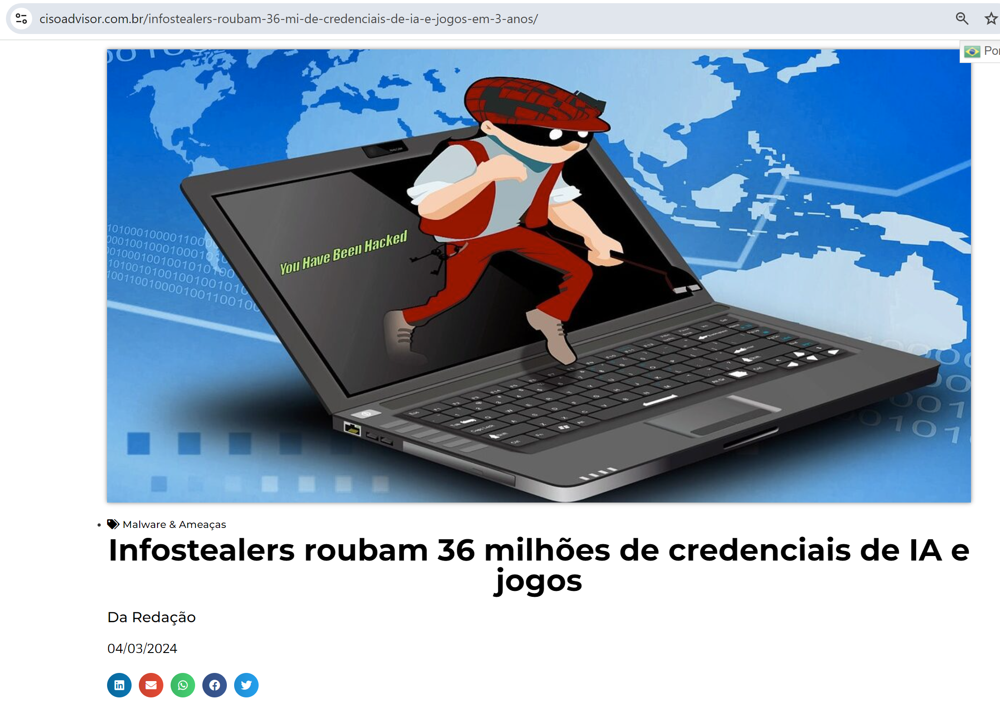 cisoadvisor.com.br/infostealers-roubam-36-mi-de-credenciais-de-ia-e-jogos-em-3-anos/
You Have Been Hacked
Malware & Ameaças
Infostealers roubam 36 milhões de credenciais de IA e
jogos
Da Redação
04/03/2024